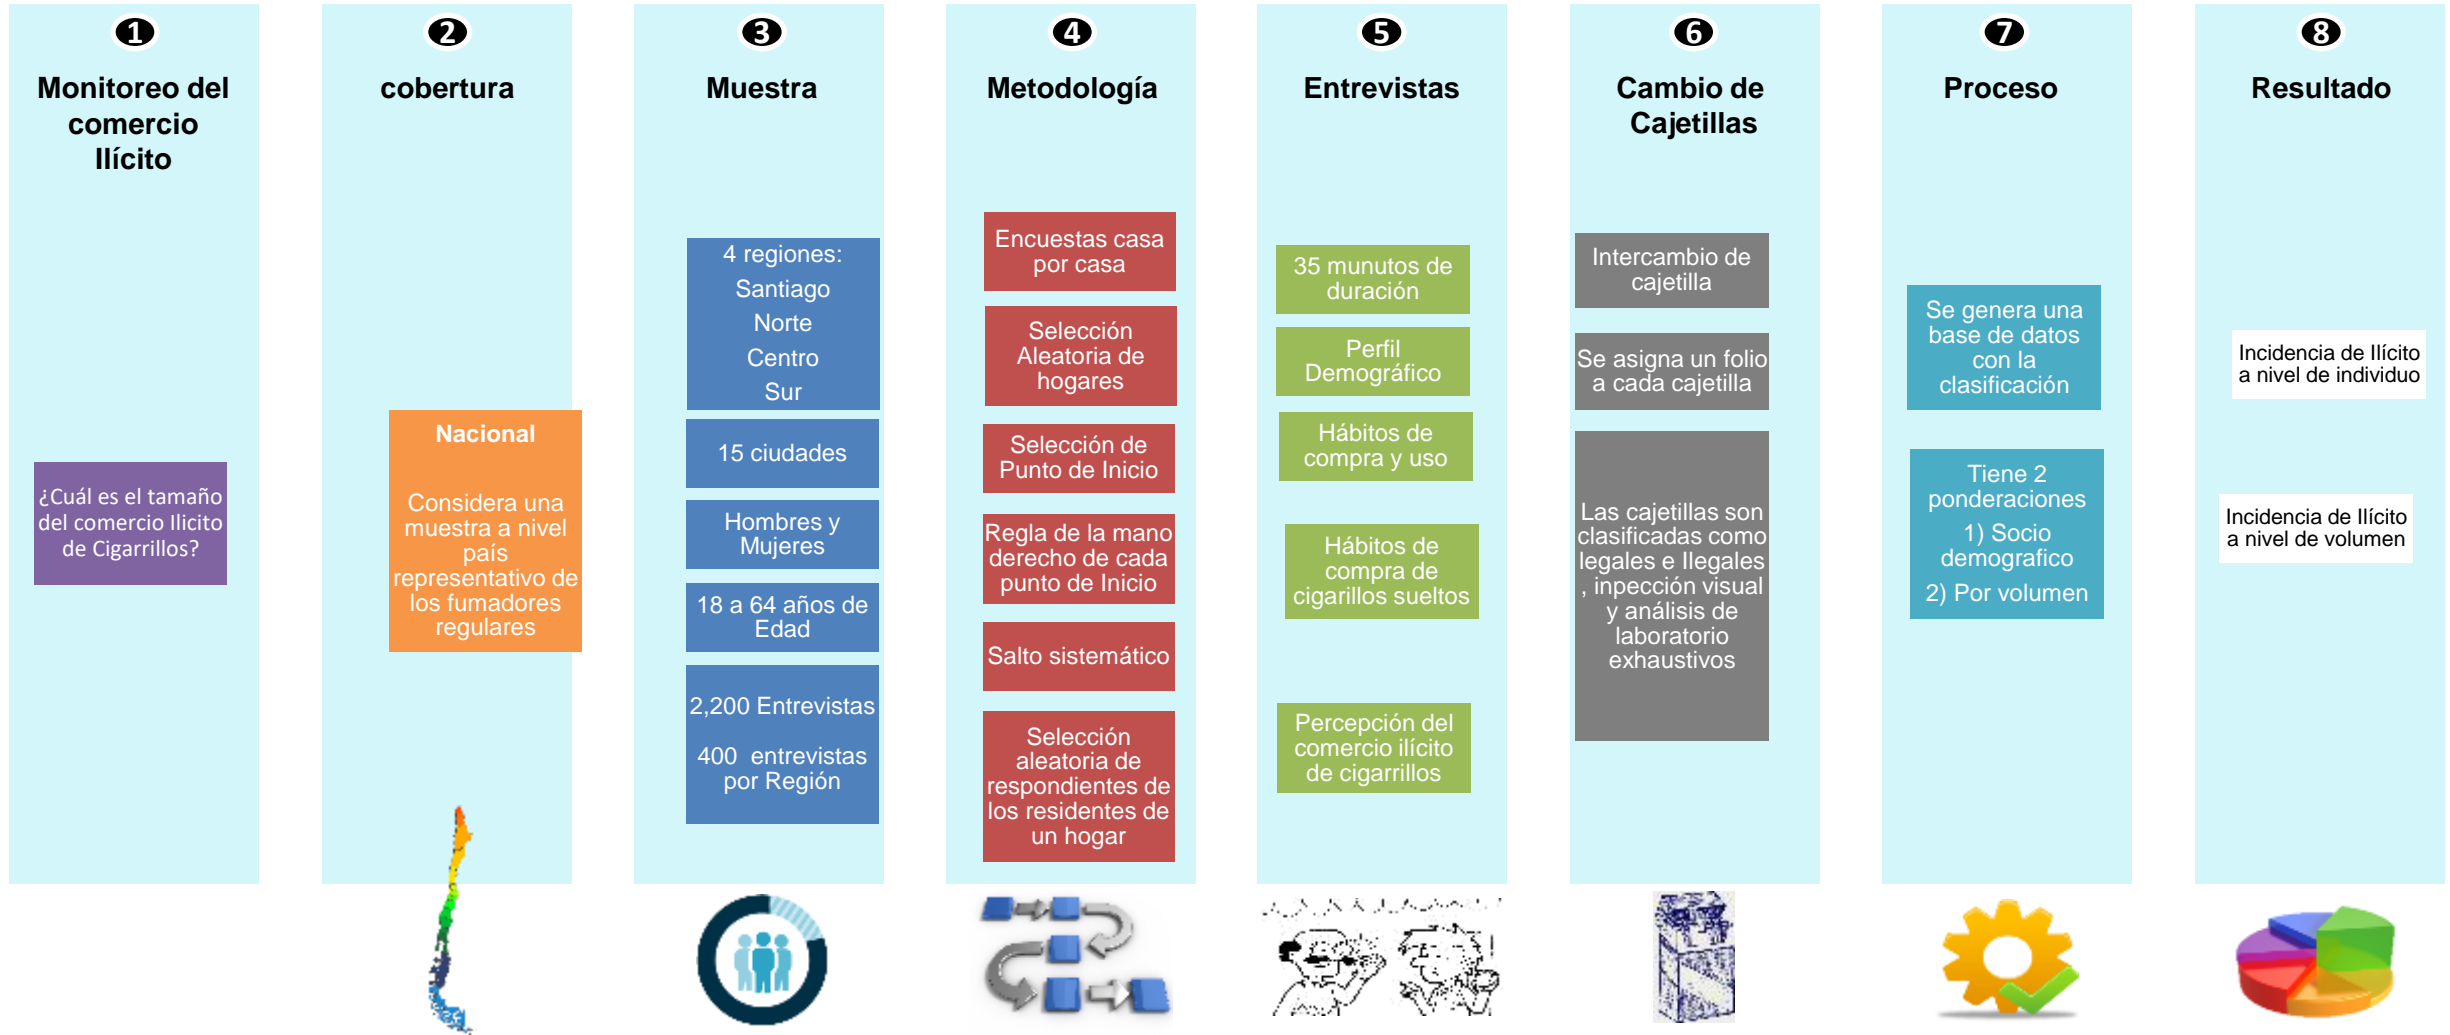 1
Monitoreo del
comercio
Ilícito
¿Cuál es el tamaño
del comercio Ilicito
de Cigarrillos?
2
cobertura
Nacional
Considera una
muestra a nivel
país
representativo de
los fumadores
regulares
3
Muestra
4 regiones:
Santiago
Norte
Centro
Sur
15 ciudades
Hombres y
Mujeres
18 a 64 años de
Edad
2,200 Entrevistas
400 entrevistas
por Región
4
Metodología
Encuestas casa
por casa
Selección
Aleatoria de
hogares
Selección de
Punto de Inicio
Regla de la mano
derecho de cada
punto de Inicio
Salto sistemático
Selección
aleatoria de
respondientes de
los residentes de
un hogar
5
Entrevistas
35 munutos de
duración
Perfil
Demográfico
Hábitos de
compra y uso
Hábitos de
compra de
cigarillos sueltos
Percepción del
comercio ilícito
de cigarrillos
6
Cambio de
Cajetillas
Intercambio de
cajetilla
Se asigna un folio
a cada cajetilla
Las cajetillas son
clasificadas como
legales e Ilegales
, inpección visual
y análisis de
laboratorio
exhaustivos
7
Proceso
Se genera una
base de datos
con la
clasificación
Tiene 2
ponderaciones
1) Socio
demografico
2) Por volumen
8
Resultado
Incidencia de Ilícito
a nivel de individuo
Incidencia de Ilícito
a nivel de volumen